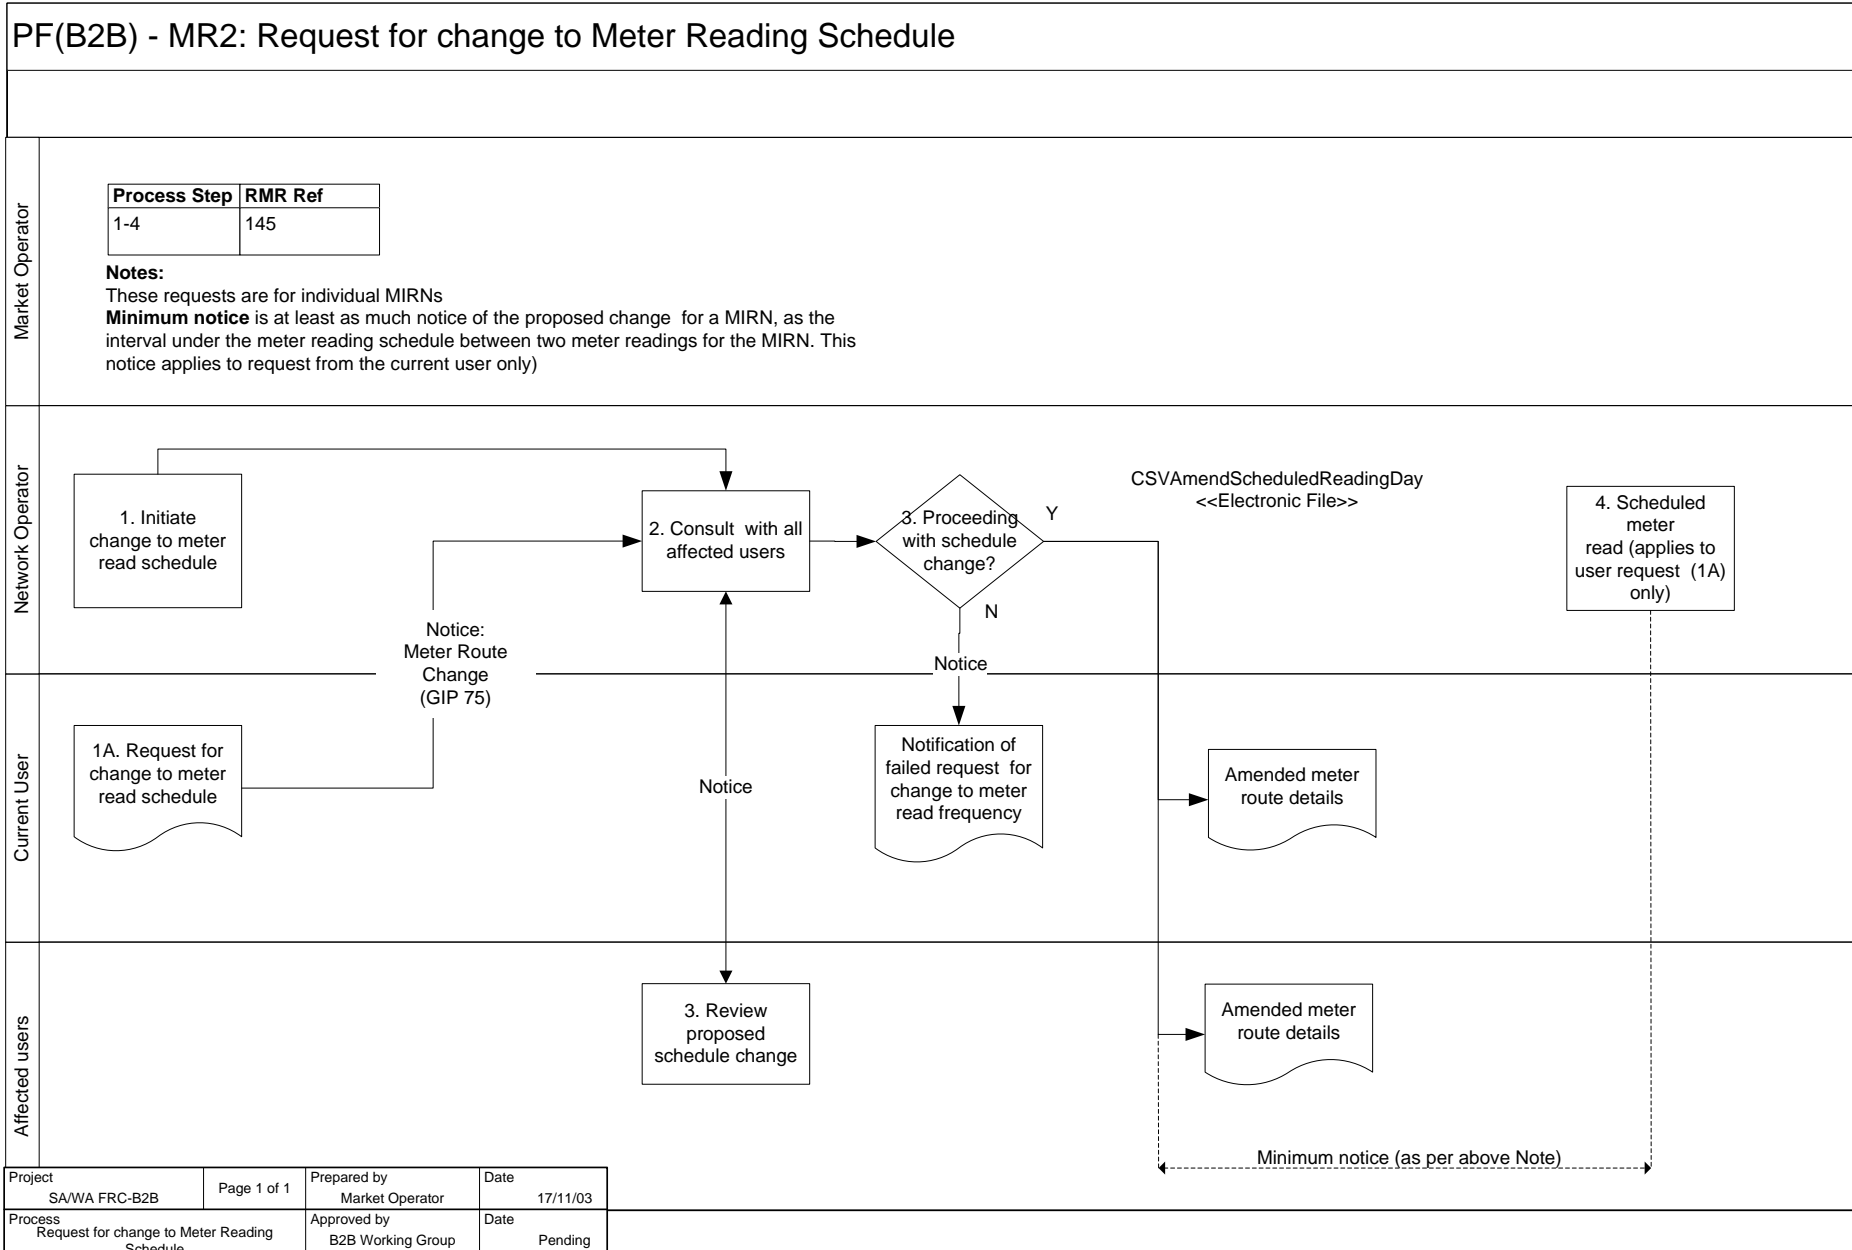 PF(B2B) - MR2: Request for change to Meter Reading Schedule
Market Operator
Process Step RMR Ref
1-4 145
Notes:
These requests are for individual MIRNs
Minimum notice is at least as much notice of the proposed change for a MIRN, as the
interval under the meter reading schedule between two meter readings for the MIRN. This
notice applies to request from the current user only)
Network Operator
1. Initiate
change to meter
read schedule
2. Consult with all
affected users
3. Proceeding
with schedule
change?
Y
N
CSVAmendScheduledReadingDay
<<Electronic File>>
4. Scheduled
meter
read (applies to
user request (1A)
only)
Notice:
Meter Route
Change
(GIP 75)
Notice
Current User
1A. Request for
change to meter
read schedule
Notice
Notification of
failed request for
change to meter
read frequency
Amended meter
route details
Affected users
3. Review
proposed
schedule change
Amended meter
route details
Minimum notice (as per above Note)
Project
SA/WA FRC-B2B
Page 1 of 1
Prepared by
Market Operator
Date
17/11/03
Process
Request for change to Meter Reading
Schedule
Approved by
B2B Working Group
Date
Pending